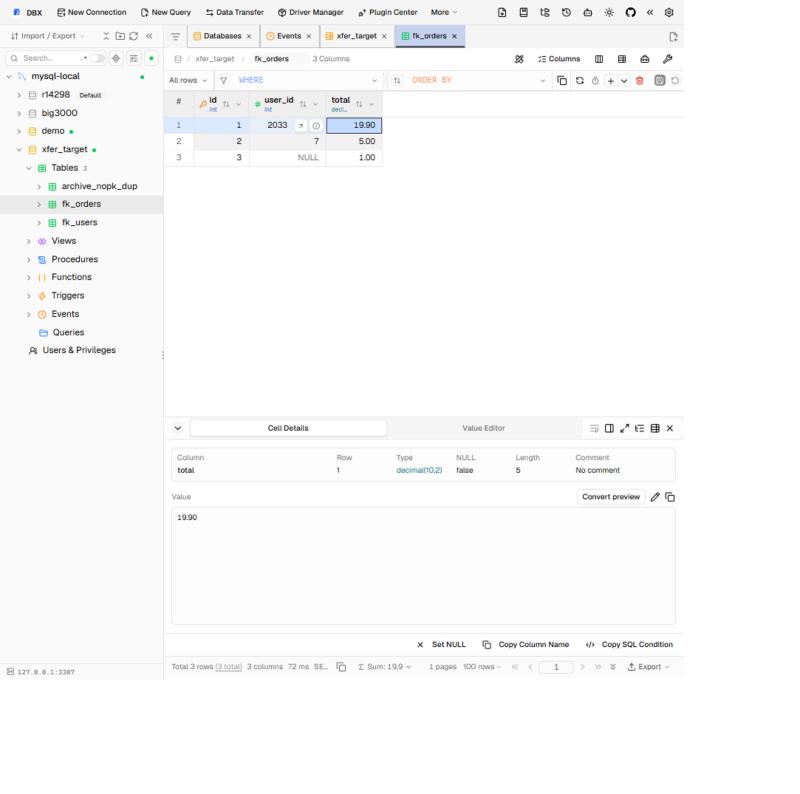 DBX New Connection New Query Data Transfer Driver Manager Plugin Center More
Import / Export
Databases Events xfer_target fk_orders
Search... .*
xfer_target fk_orders 3 Columns Columns
mysql-local
All rows WHERE ORDER BY
r14298 Default
big3000
demo
xfer_target
Tables 3
archive_nopk_dup
fk_orders
fk_users
Views
Procedures
Functions
Triggers
Events
Queries
Users & Privileges
# id int user_id int total deci...
1 1 2033 19.90
2 2 7 5.00
3 3 NULL 1.00
Cell Details Value Editor
Column Row Type NULL Length Comment
total 1 decimal(10,2) false 5 No comment
Value Convert preview
19.90
Set NULL Copy Column Name Copy SQL Condition
127.0.0.1:3307
Total 3 rows (3 total) 3 columns 72 ms SE... Σ Sum: 19,9 1 pages 100 rows 1 Export